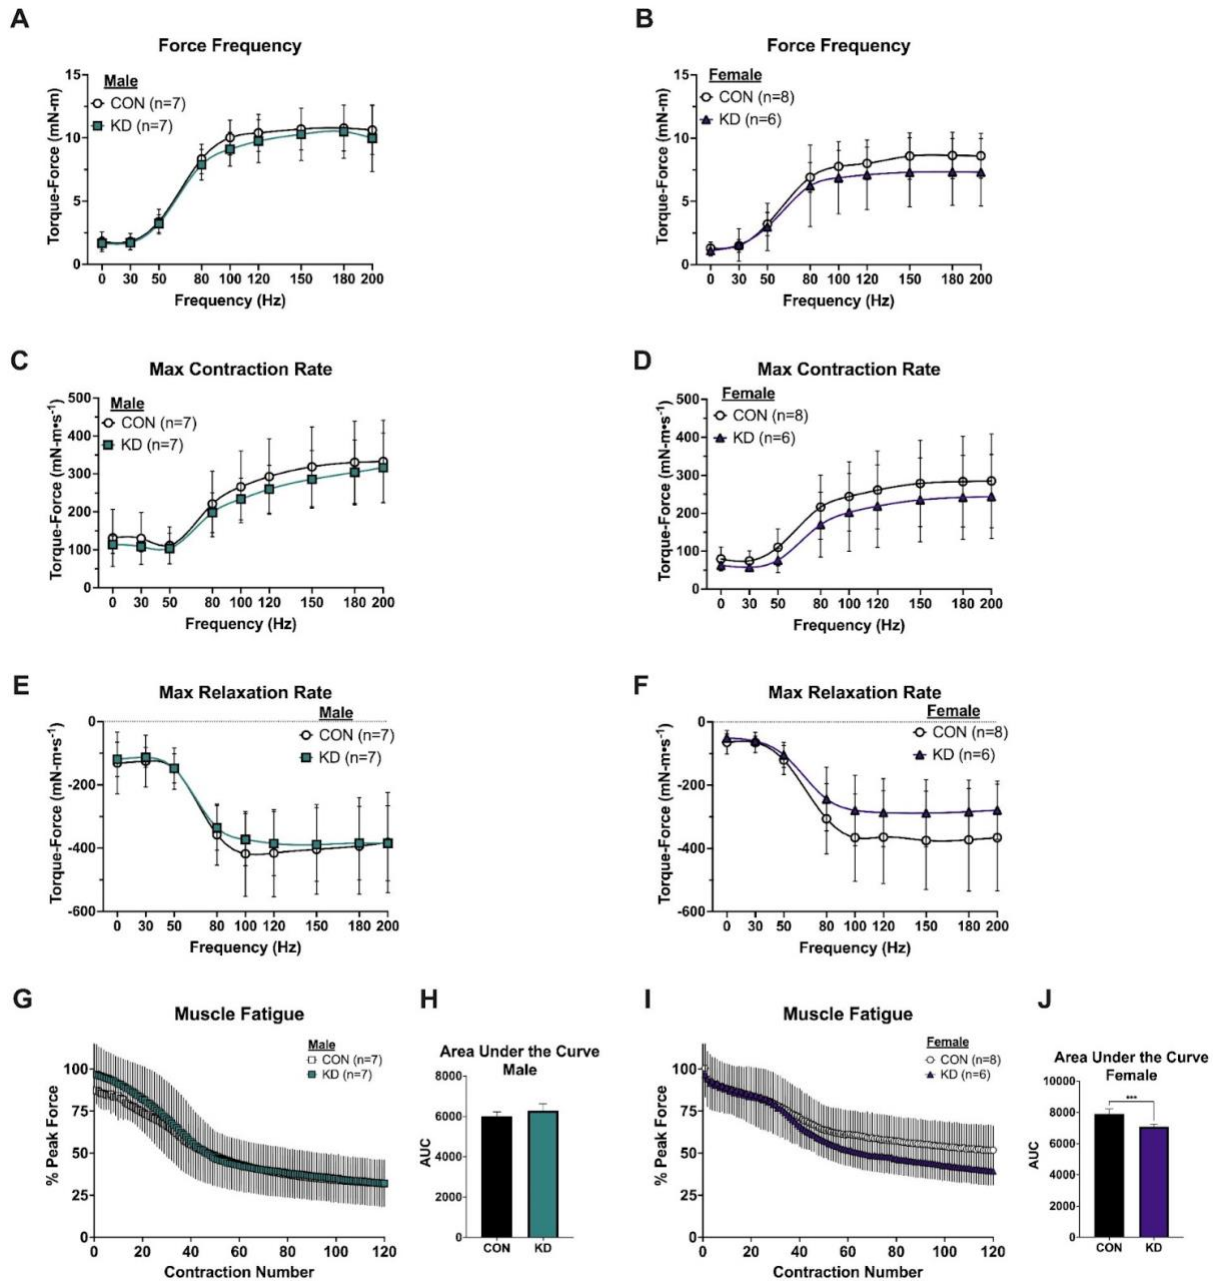 A
Force Frequency
Male
CON (n=7)
KD (n=7)
Torque-Force (mN-m)
15
10
5
0
0 30 50 80 100 120 150 180 200
Frequency (Hz)
B
Force Frequency
Female
CON (n=8)
KD (n=6)
Torque-Force (mN-m)
15
10
5
0
0 30 50 80 100 120 150 180 200
Frequency (Hz)
C
Max Contraction Rate
Male
CON (n=7)
KD (n=7)
Torque-Force (mN-m•s⁻¹)
500
400
300
200
100
0
0 30 50 80 100 120 150 180 200
Frequency (Hz)
D
Max Contraction Rate
Female
CON (n=8)
KD (n=6)
Torque-Force (mN-m•s⁻¹)
500
400
300
200
100
0
0 30 50 80 100 120 150 180 200
Frequency (Hz)
E
Max Relaxation Rate
Male
CON (n=7)
KD (n=7)
Torque-Force (mN-m•s⁻¹)
0
-200
-400
-600
0 30 50 80 100 120 150 180 200
Frequency (Hz)
F
Max Relaxation Rate
Female
CON (n=8)
KD (n=6)
Torque-Force (mN-m•s⁻¹)
0
-200
-400
-600
0 30 50 80 100 120 150 180 200
Frequency (Hz)
G
Muscle Fatigue
Male
CON (n=7)
KD (n=7)
% Peak Force
100
75
50
25
0
0 20 40 60 80 100 120
Contraction Number
H
Area Under the Curve
Male
AUC
8000
6000
4000
2000
0
CON KD
I
Muscle Fatigue
Female
CON (n=8)
KD (n=6)
% Peak Force
100
75
50
25
0
0 20 40 60 80 100 120
Contraction Number
J
Area Under the Curve
Female
***
AUC
10000
8000
6000
4000
2000
0
CON KD